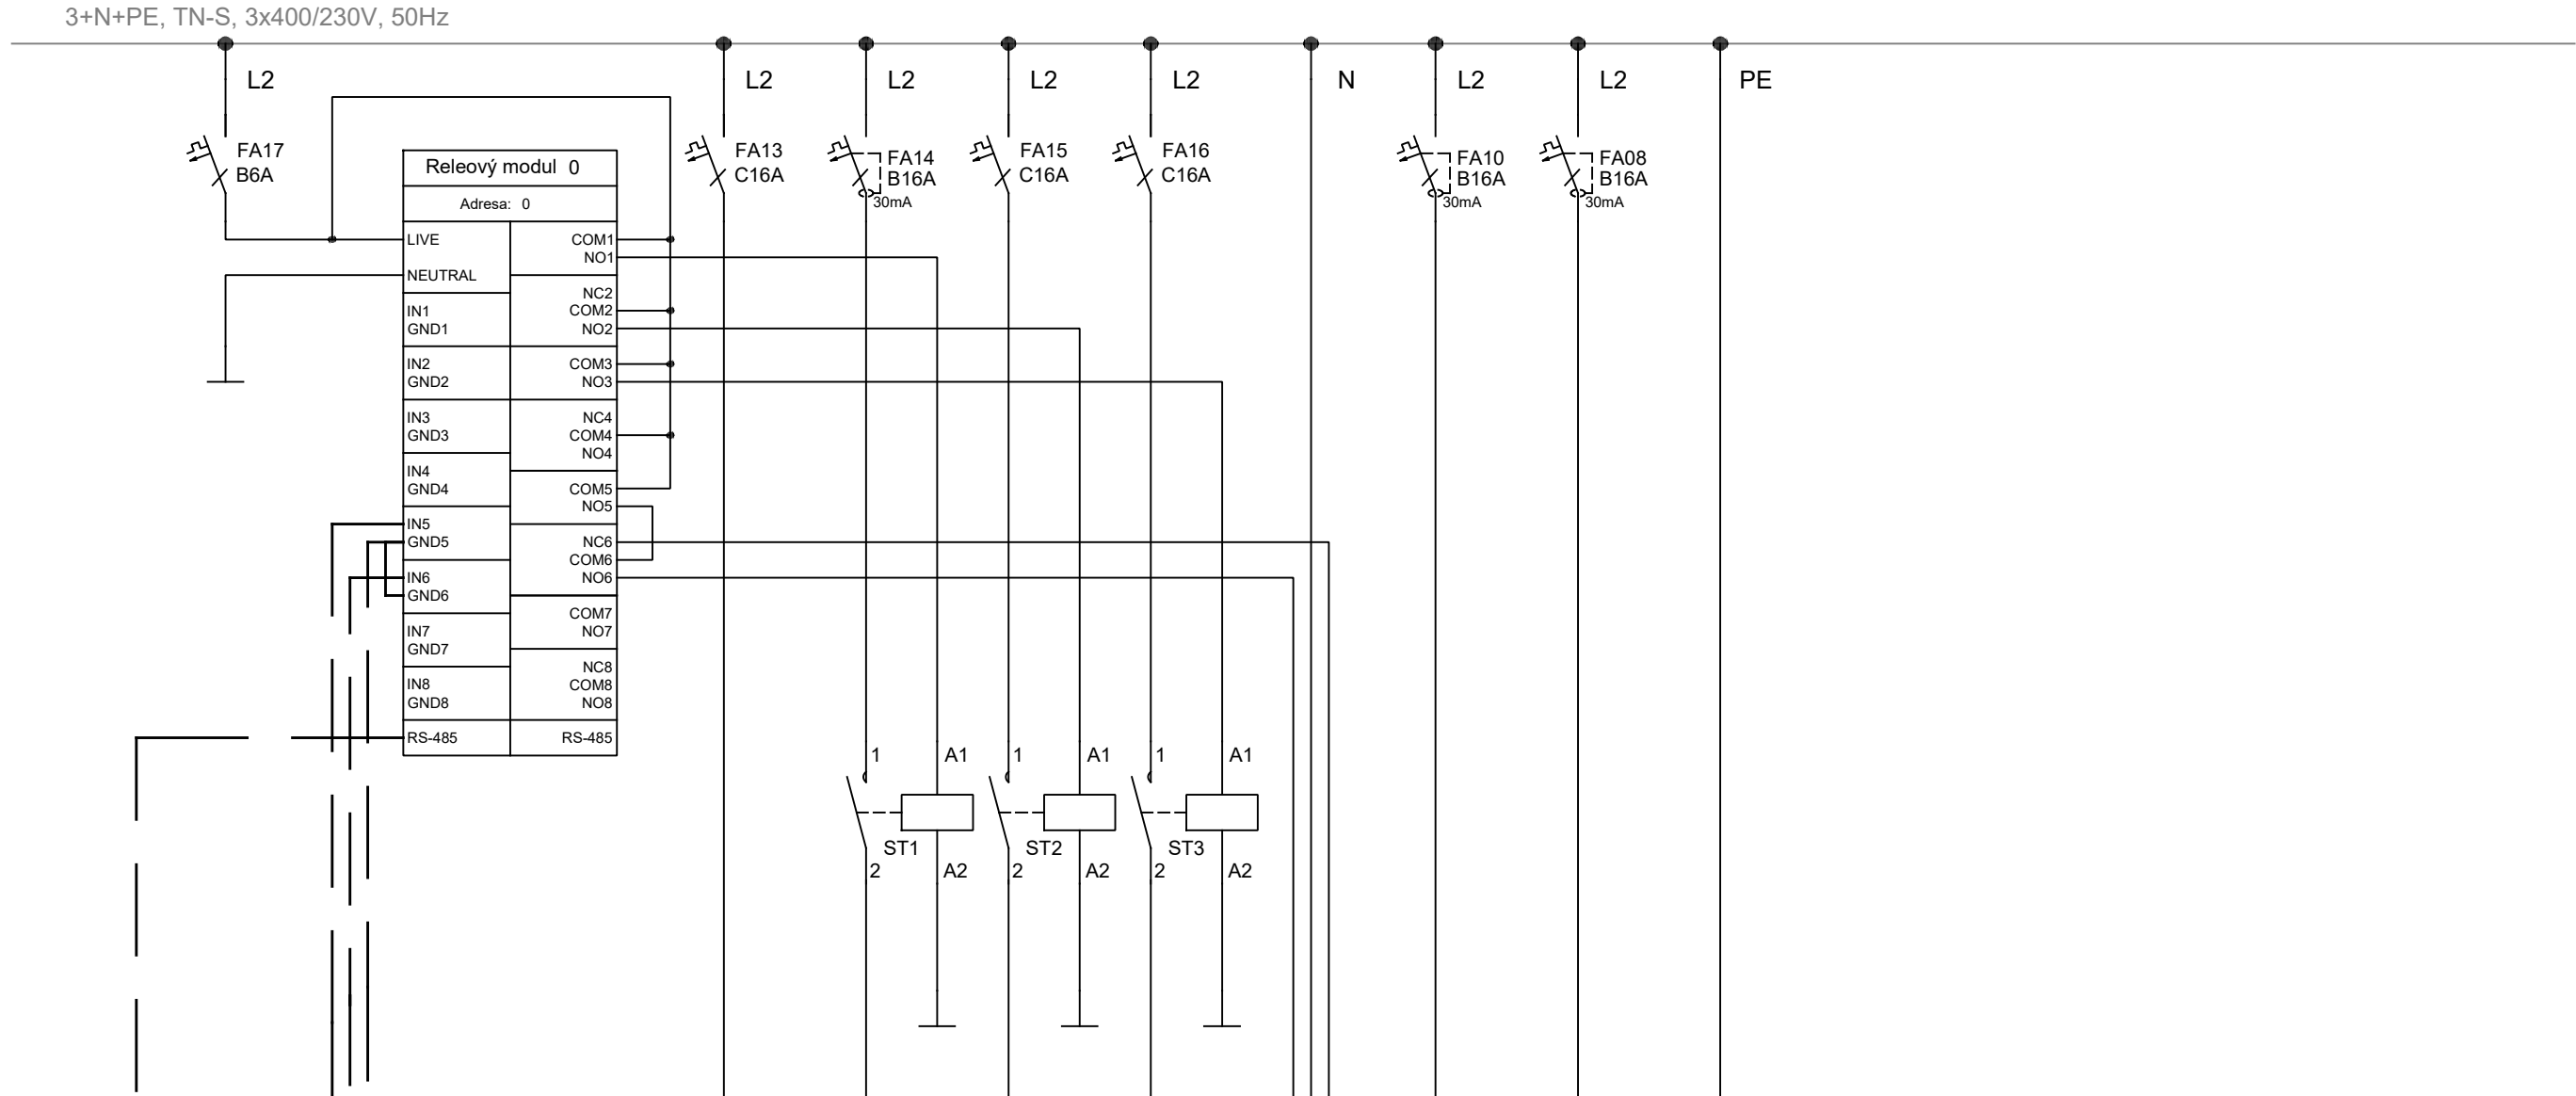 3+N+PE, TN-S, 3x400/230V, 50Hz
L2
L2
L2
L2
L2
N
L2
L2
PE
FA17
B6A
Releový modul 0
Adresa: 0
LIVE
NEUTRAL
IN1
GND1
IN2
GND2
IN3
GND3
IN4
GND4
IN5
GND5
IN6
GND6
IN7
GND7
IN8
GND8
RS-485
COM1
NO1
NC2
COM2
NO2
COM3
NO3
NC4
COM4
NO4
COM5
NO5
NC6
COM6
NO6
COM7
NO7
NC8
COM8
NO8
RS-485
FA13
C16A
FA14
B16A
30mA
FA15
C16A
FA16
C16A
FA10
B16A
30mA
FA08
B16A
30mA
1
A1
ST1
2
A2
1
A1
ST2
2
A2
1
A1
ST3
2
A2